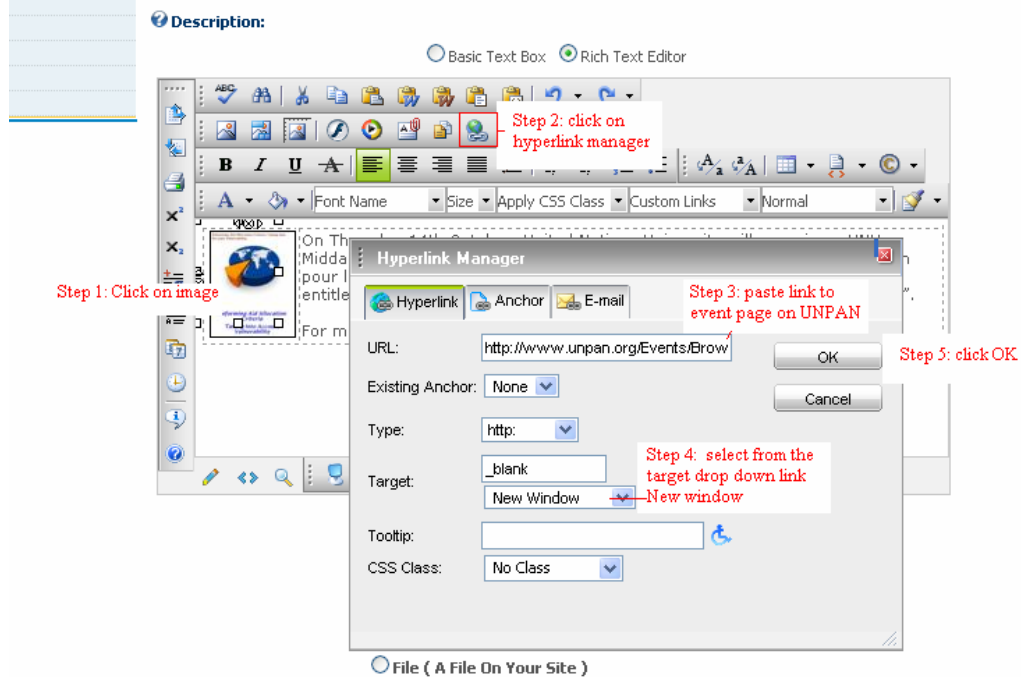 Description:
Basic Text Box Rich Text Editor
ABC
Step 2: click on
hyperlink manager
B I U A
A Font Name Size Apply CSS Class Custom Links Normal
On
Midda
pour l
entitle
For m
Step 1: Click on image
Hyperlink Manager
Hyperlink Anchor E-mail
Step 3: paste link to
event page on UNPAN
URL: http://www.unpan.org/Events/Brow
OK
Step 5: click OK
Existing Anchor: None
Cancel
Type: http:
Step 4: select from the
target drop down link
New window
Target: _blank
New Window
Tooltip:
CSS Class: No Class
File ( A File On Your Site )